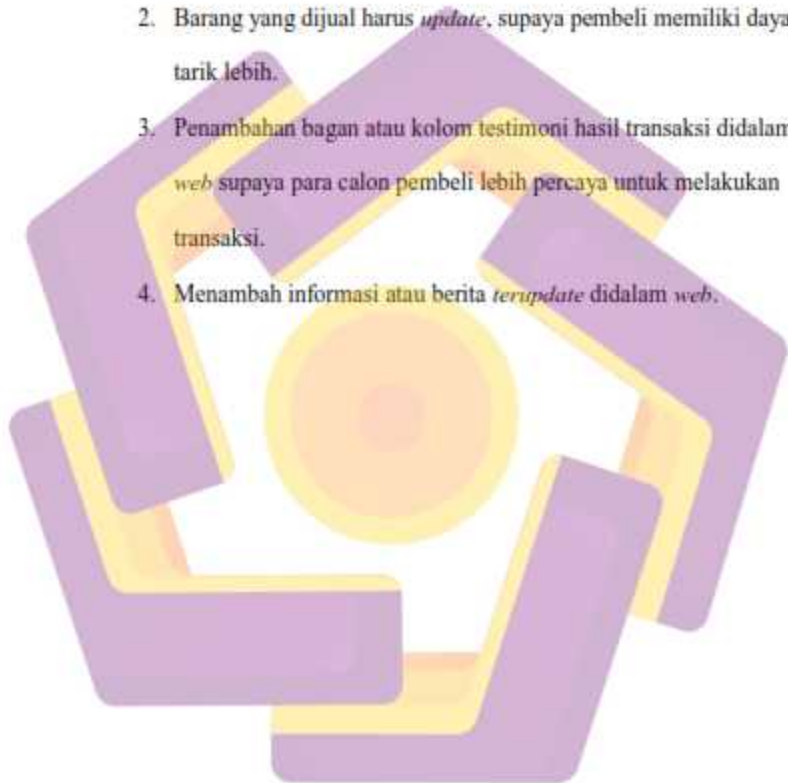 2. Barang yang dijual harus update, supaya pembeli memiliki daya
tarik lebih.
3. Penambahan bagan atau kolom testimoni hasil transaksi didalam
web supaya para calon pembeli lebih percaya untuk melakukan
transaksi.
4. Menambah informasi atau berita terupdate didalam web.